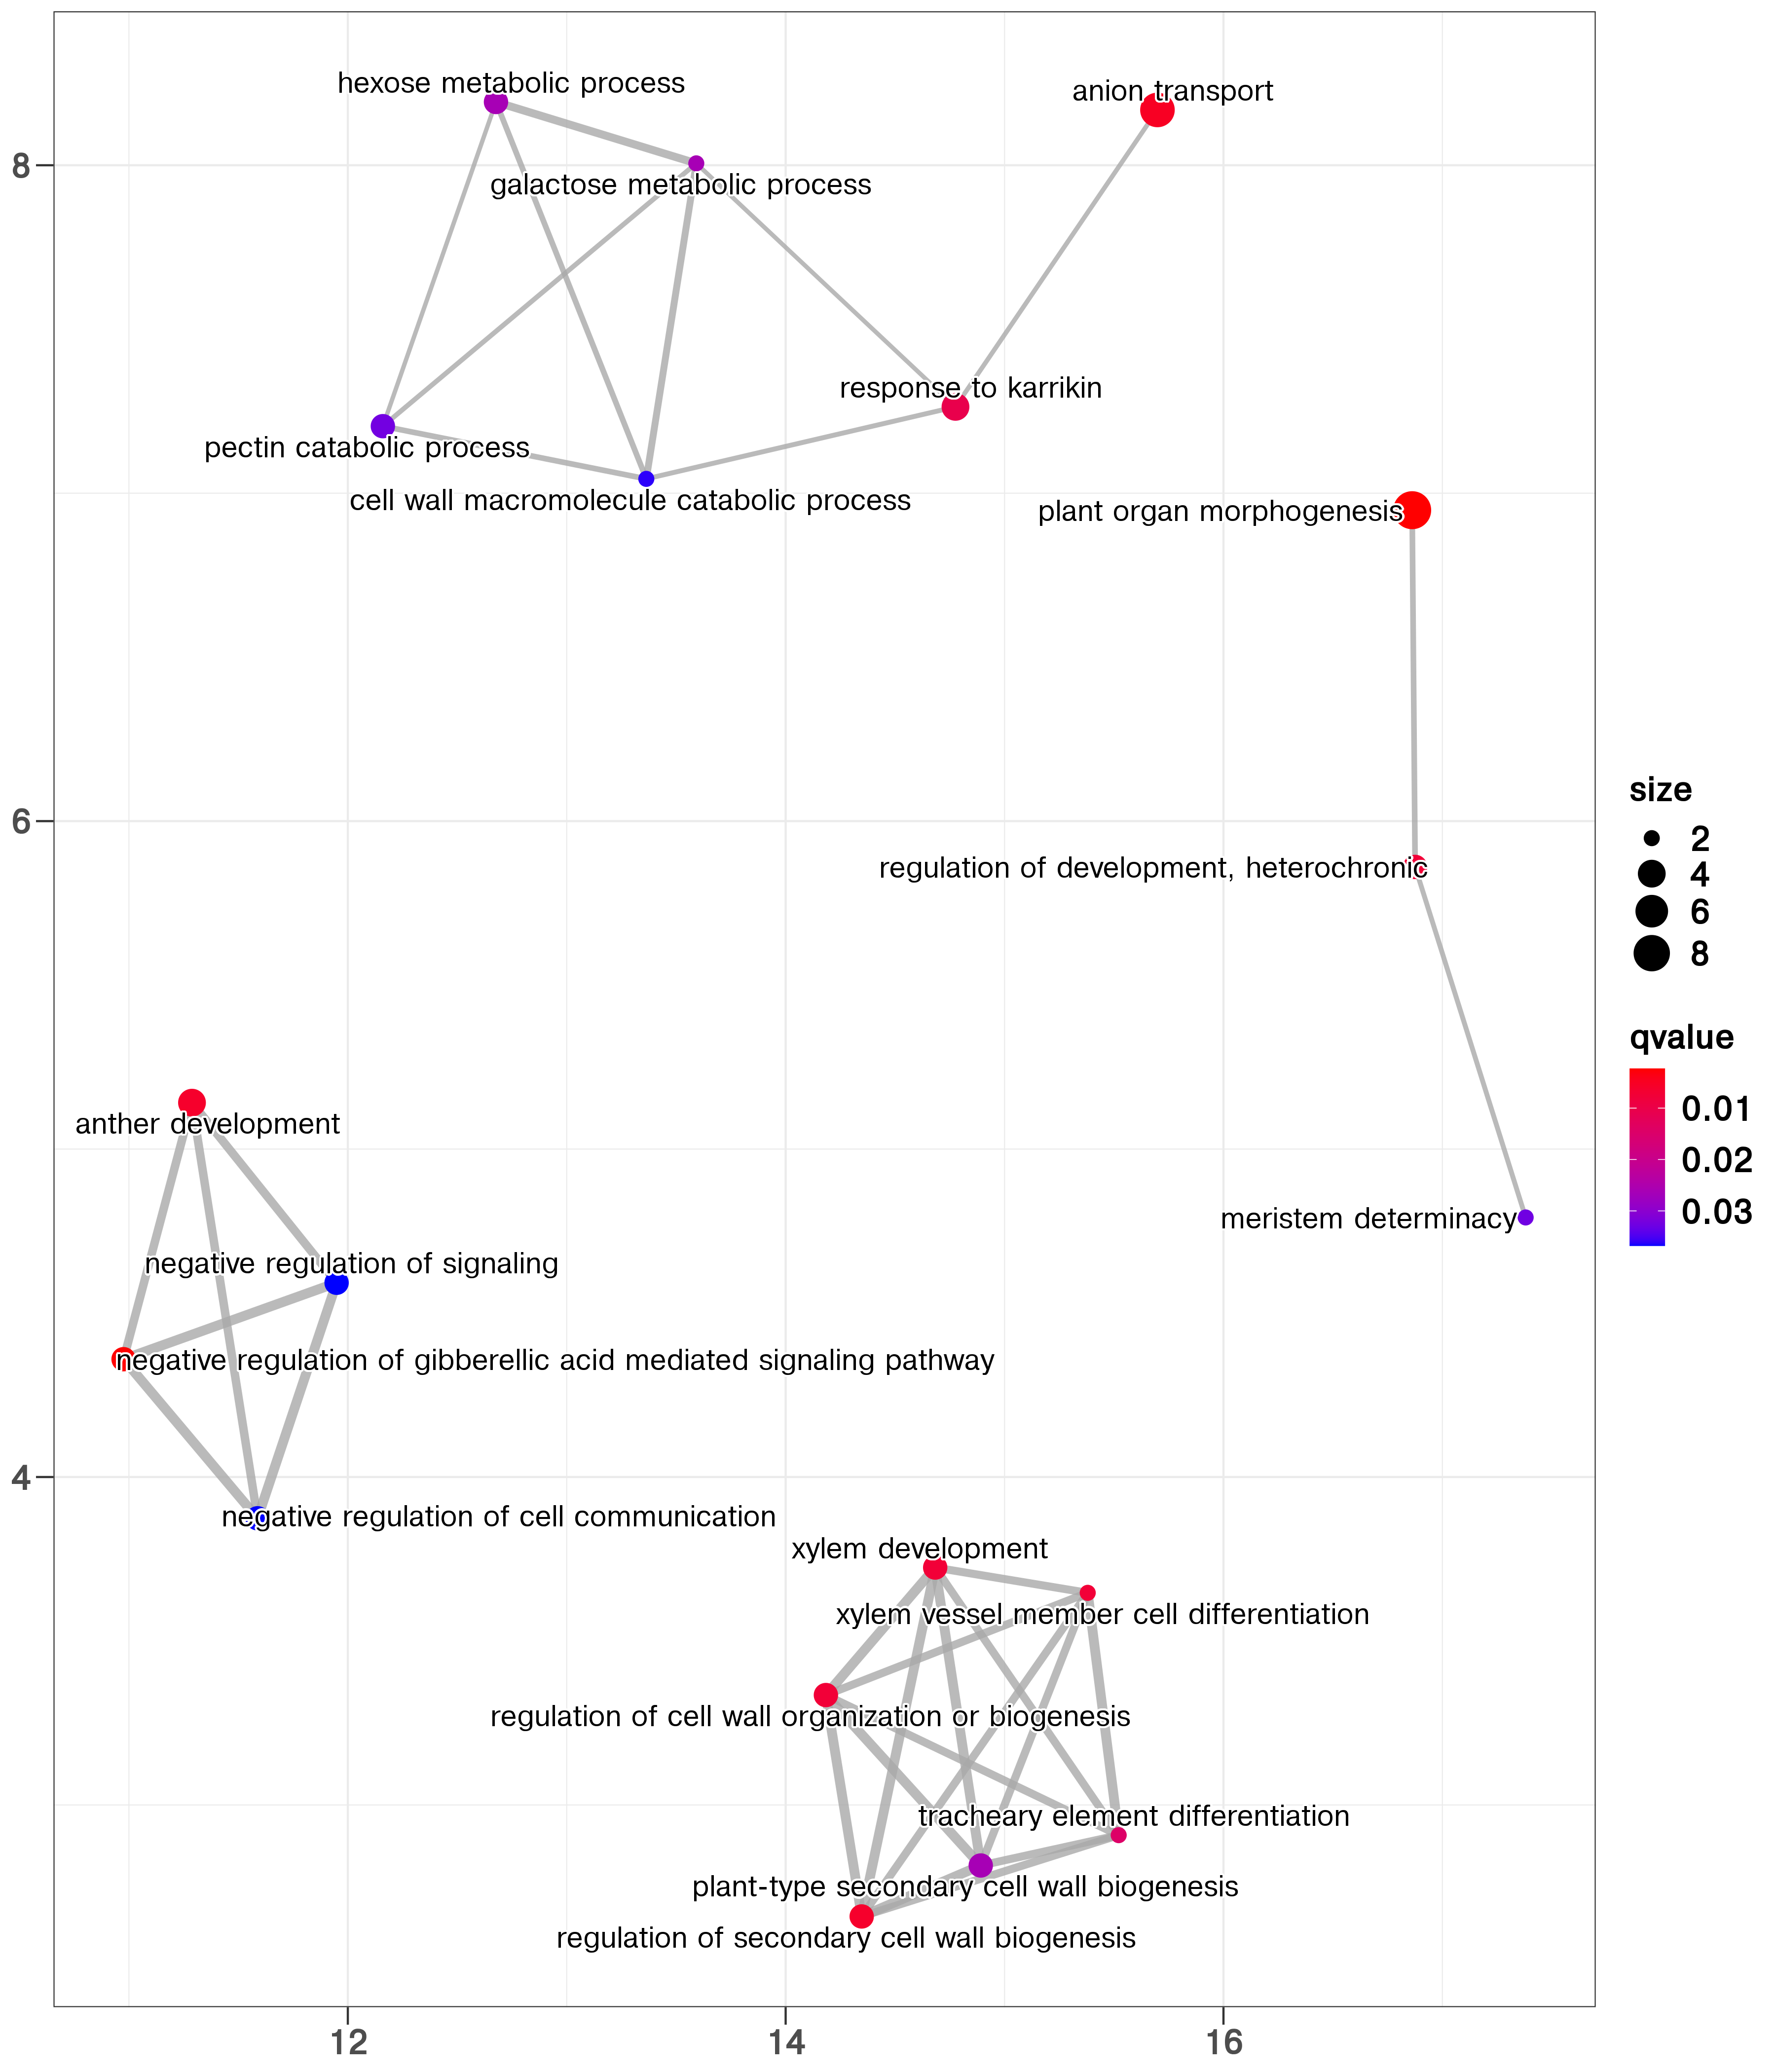 hexose metabolic process
anion transport
8
galactose metabolic process
response to karrikin
pectin catabolic process
cell wall macromolecule catabolic process
plant organ morphogenesis
6
regulation of development, heterochronic
size
2
4
6
8
qvalue
0.01
0.02
0.03
anther development
meristem determinacy
negative regulation of signaling
negative regulation of gibberellic acid mediated signaling pathway
4
negative regulation of cell communication
xylem development
xylem vessel member cell differentiation
regulation of cell wall organization or biogenesis
tracheary element differentiation
plant-type secondary cell wall biogenesis
regulation of secondary cell wall biogenesis
12
14
16